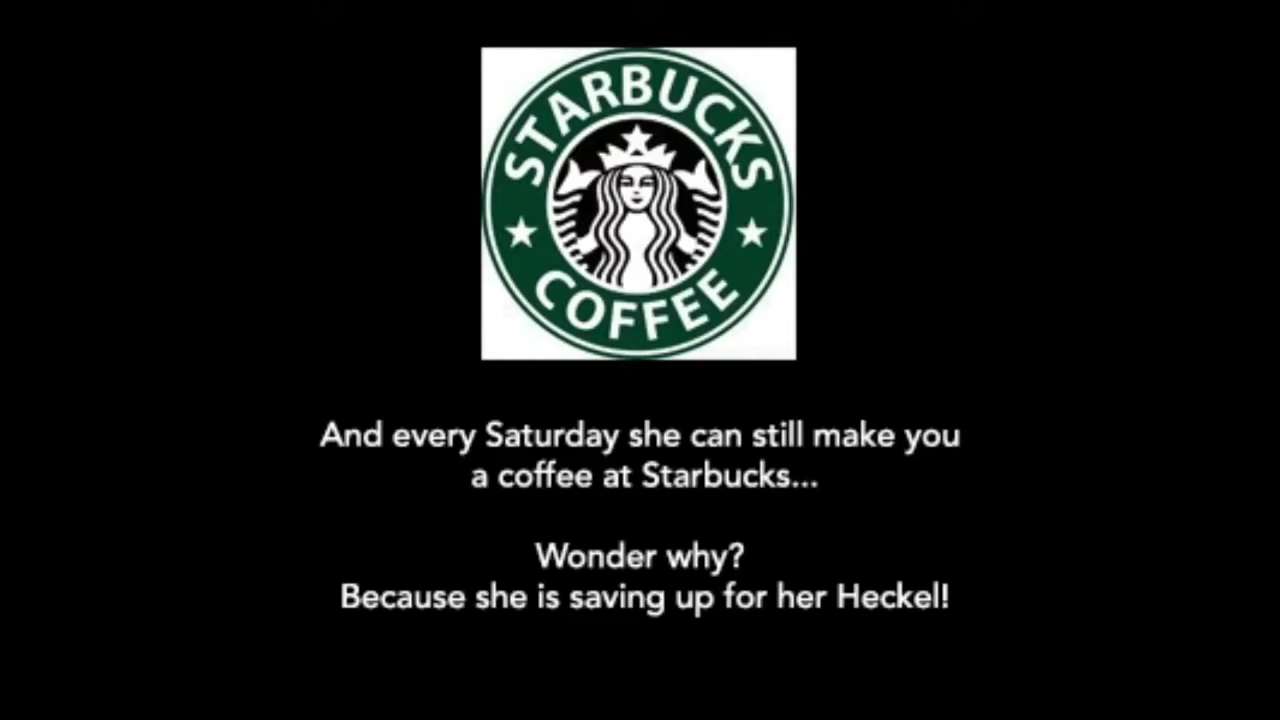 STARBUCKS
COFFEE
And every Saturday she can still make you
a coffee at Starbucks...
Wonder why?
Because she is saving up for her Heckel!